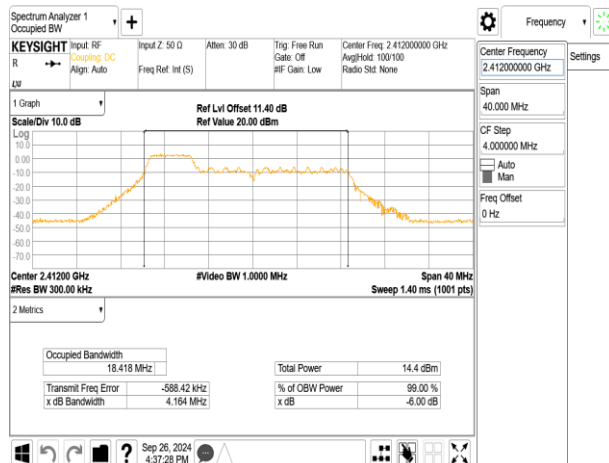 Spectrum Analyzer 1
Occupied BW
KEYSIGHT
R
LXI
Input: RF
Coupling: DC
Align: Auto
Input Z: 50 Ω
Freq Ref: Int (S)
Atten: 30 dB
Trig: Free Run
Gate: Off
#IF Gain: Low
Center Freq: 2.412000000 GHz
Avg|Hold: 100/100
Radio Std: None
1 Graph
Scale/Div 10.0 dB
Ref Lvl Offset 11.40 dB
Ref Value 20.00 dBm
Log
10.0
0.00
-10.0
-20.0
-30.0
-40.0
-50.0
-60.0
-70.0
Center 2.41200 GHz
#Res BW 300.00 kHz
#Video BW 1.0000 MHz
Span 40 MHz
Sweep 1.40 ms (1001 pts)
2 Metrics
Occupied Bandwidth
18.418 MHz
Transmit Freq Error -588.42 kHz
x dB Bandwidth 4.164 MHz
Total Power 14.4 dBm
% of OBW Power 99.00 %
x dB -6.00 dB
Sep 26, 2024
4:37:28 PM
Frequency
Center Frequency
2.412000000 GHz
Span
40.000 MHz
CF Step
4.000000 MHz
Auto
Man
Freq Offset
0 Hz
Settings